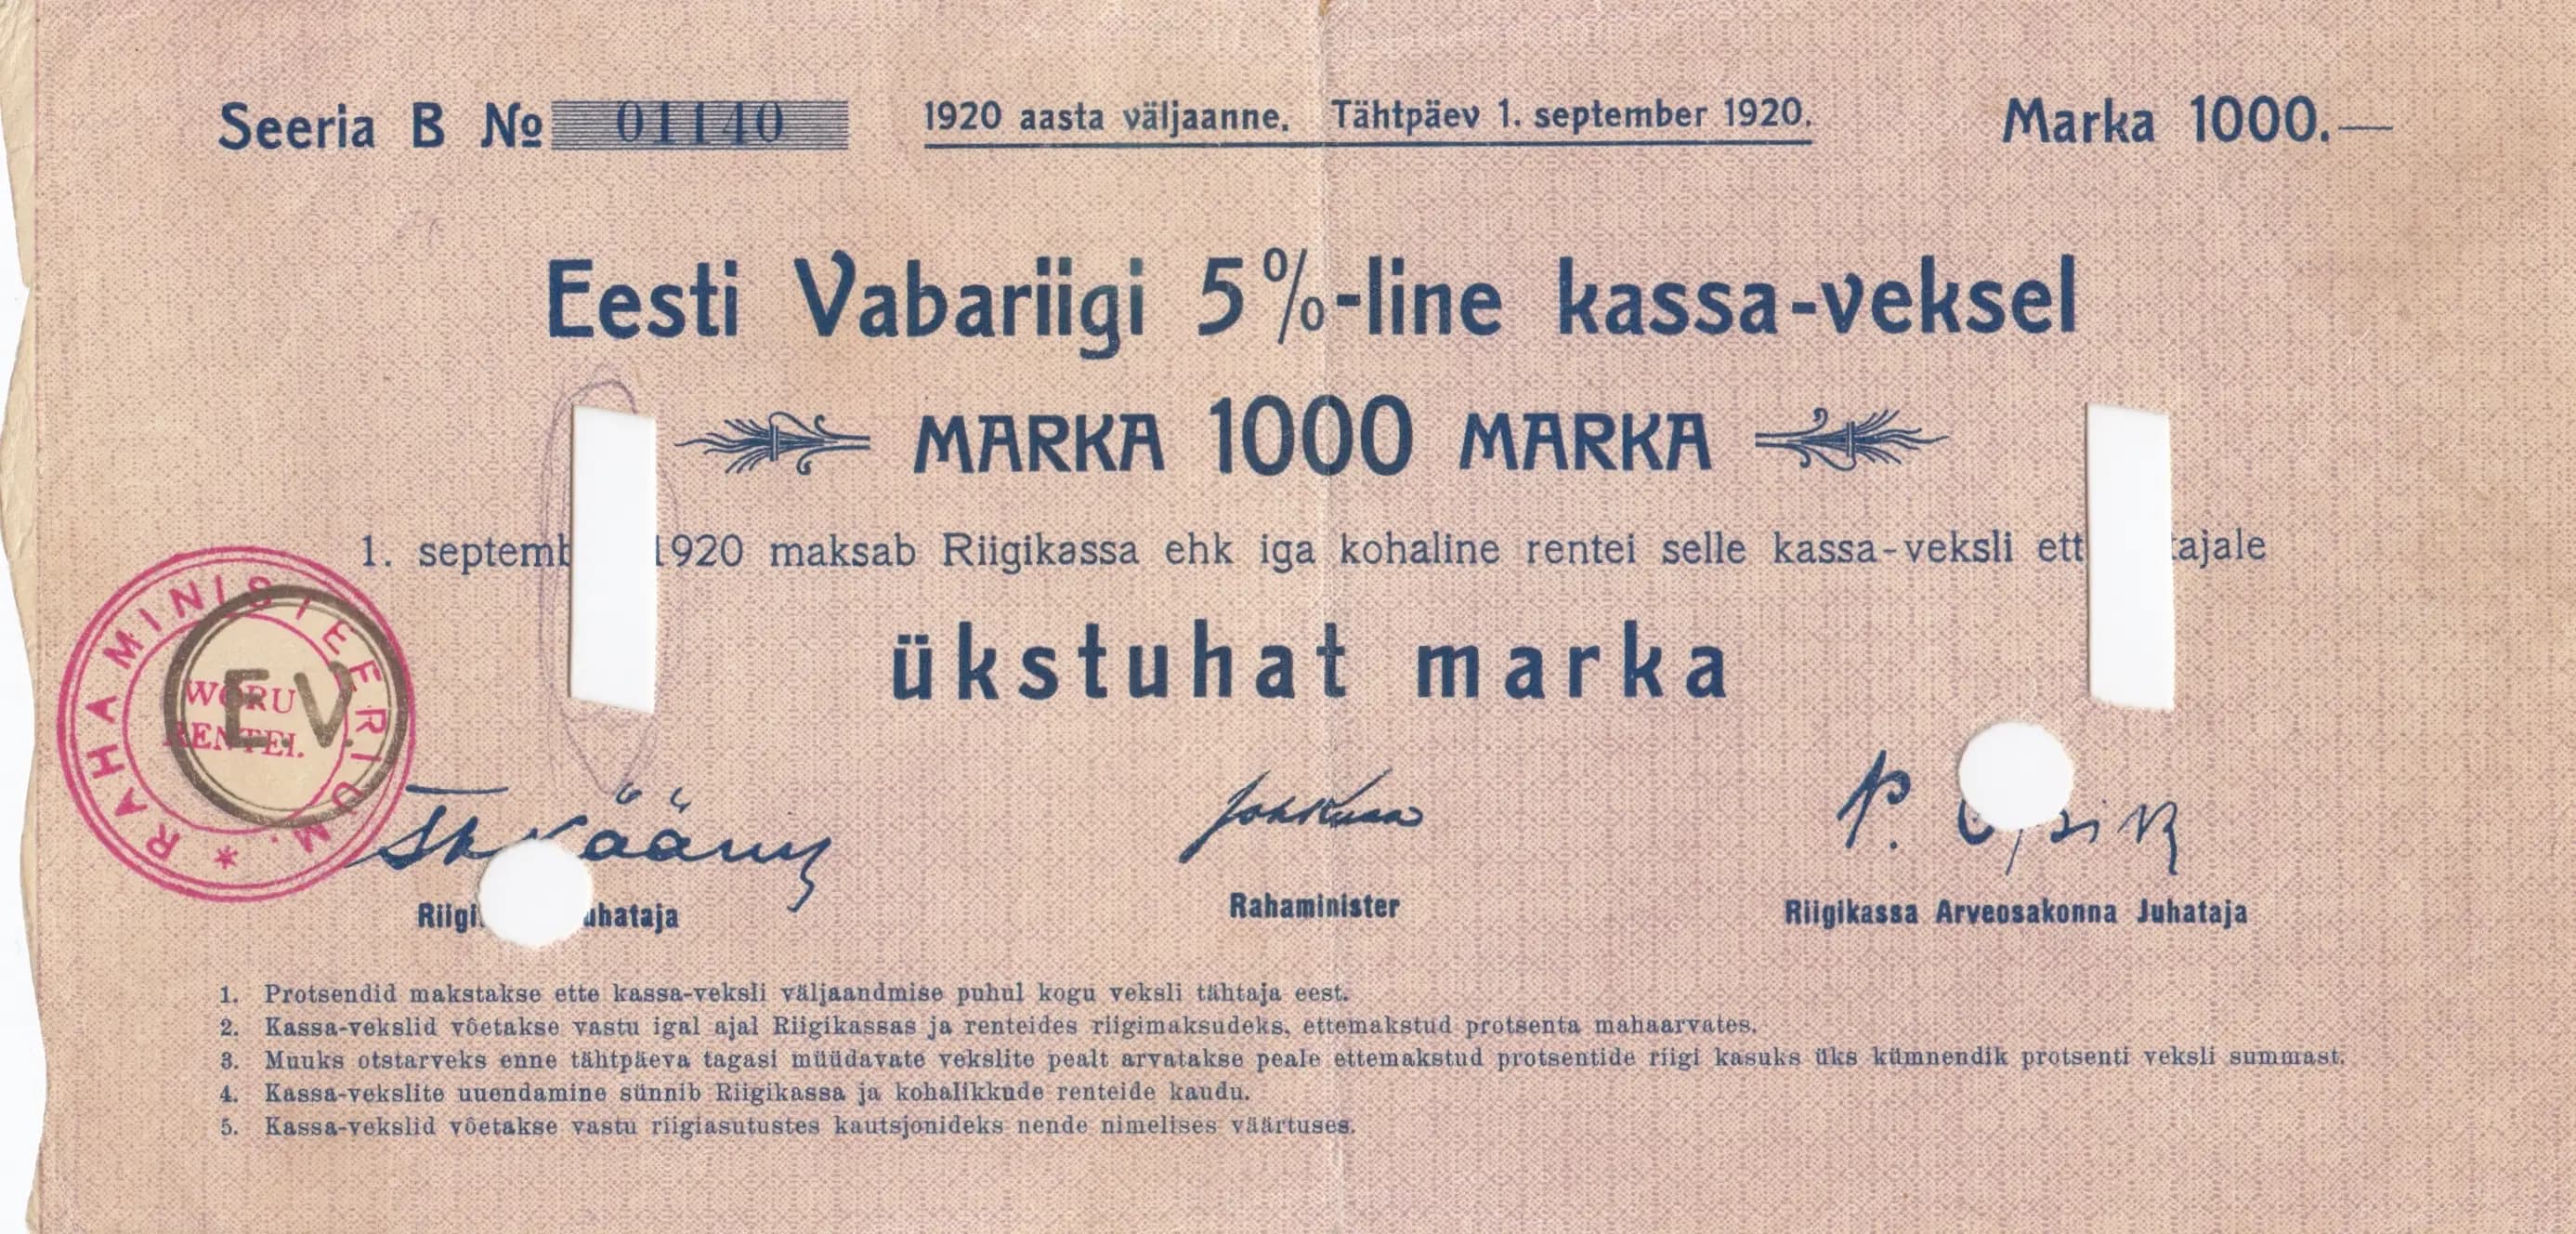 Seeria B № 01140 1920 aasta väljaanne. Tähtpäev 1. september 1920. Marka 1000.—
Eesti Vabariigi 5%-line kassa-veksel
MARKA 1000 MARKA
1. septemb 1920 maksab Riigikassa ehk iga kohaline rentei selle kassa-veksli ett tajale
ükstuhat marka
RAHAMINISTEERIUM. *
WÕRU
RENTEI.
E.V.
P.
Riigi uhataja Rahaminister Riigikassa Arveosakonna Juhataja
1. Protsendid makstakse ette kassa-veksli väljaandmise puhul kogu veksli tähtaja eest.
2. Kassa-vekslid võetakse vastu igal ajal Riigikassas ja renteides riigimaksudeks, ettemakstud protsenta mahaarvates.
3. Muuks otstarveks enne tähtpäeva tagasi müüdavate vekslite pealt arvatakse peale ettemakstud protsentide riigi kasuks üks kümnendik protsenti veksli summast.
4. Kassa-vekslite uuendamine sünnib Riigikassa ja kohalikkude renteide kaudu.
5. Kassa-vekslid võetakse vastu riigiasutustes kautsjonideks nende nimelises väärtuses.